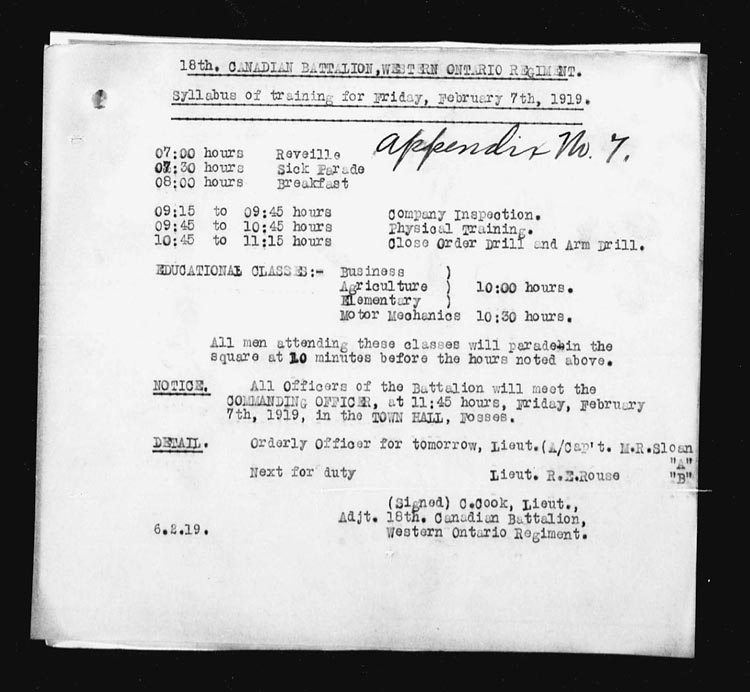 18th. CANADIAN BATTALION, WESTERN ONTARIO REGIMENT.
Syllabus of training for Friday, February 7th, 1919.
appendix No. 7.
07:00 hours Reveille
07:30 hours Sick Parade
08:00 hours Breakfast
09:15 to 09:45 hours Company Inspection.
09:45 to 10:45 hours Physical Training.
10:45 to 11:15 hours Close Order Drill and Arm Drill.
EDUCATIONAL CLASSES:- Business )
Agriculture ) 10:00 hours.
Elementary )
Motor Mechanics 10:30 hours.
All men attending these classes will parade in the
square at 10 minutes before the hours noted above.
NOTICE. All Officers of the Battalion will meet the
COMMANDING OFFICER, at 11:45 hours, Friday, February
7th, 1919, in the TOWN HALL, Fosses.
DETAIL. Orderly Officer for tomorrow, Lieut.(A/Cap't. M.R.Sloan
"A"
Next for duty Lieut. R.E.Rouse "B"
(Signed) C.Cook, Lieut.,
Adjt. 18th. Canadian Battalion,
6.2.19. Western Ontario Regiment.